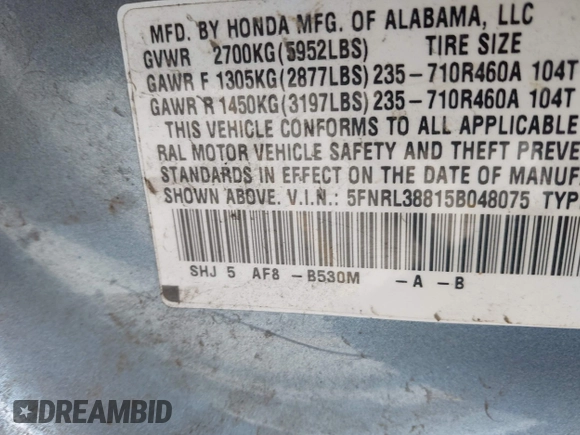 MFD. BY HONDA MFG. OF ALABAMA, LLC
GVWR 2700KG(5952LBS) TIRE SIZE
GAWR F 1305KG(2877LBS) 235-710R460A 104T
GAWR R 1450KG(3197LBS) 235-710R460A 104T
THIS VEHICLE CONFORMS TO ALL APPLICABLE
RAL MOTOR VEHICLE SAFETY AND THEFT PREVE
STANDARDS IN EFFECT ON THE DATE OF MANUF
SHOWN ABOVE. V.I.N.: 5FNRL38815B048075 TYP
SHJ 5 AF8 -B530M -A -B
DREAMBID